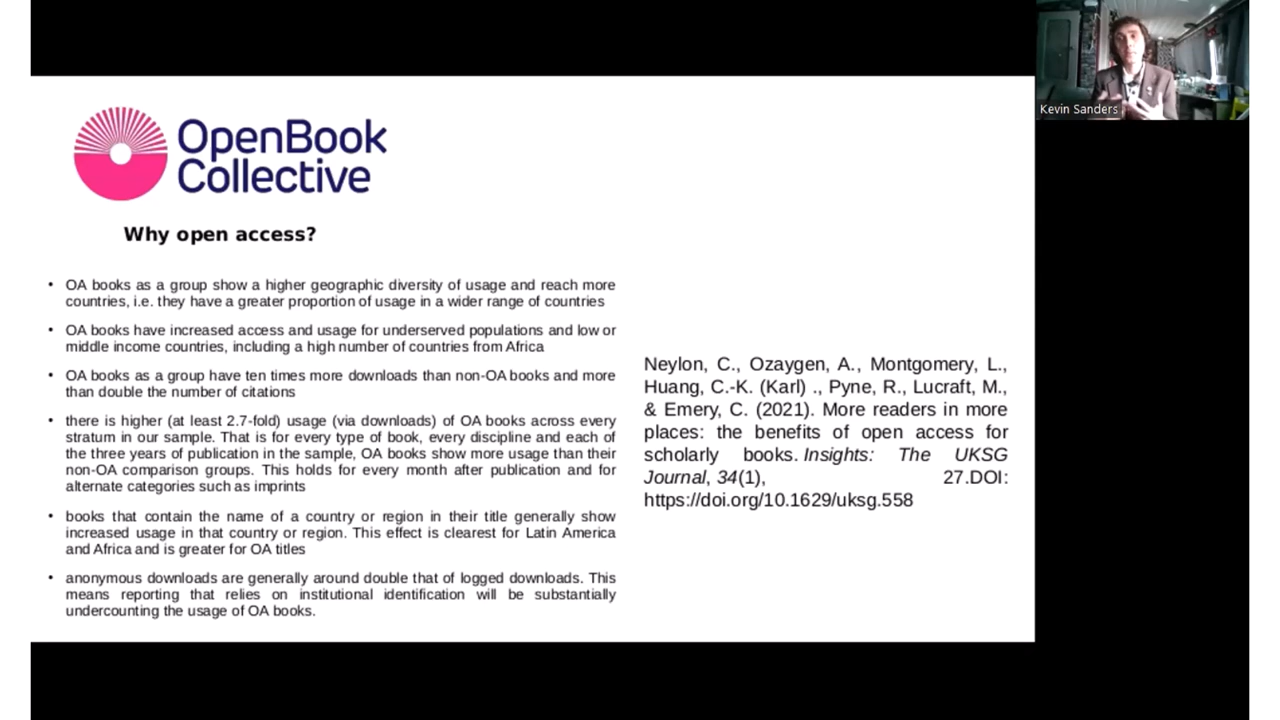 OpenBook
Collective
Kevin Sanders
Why open access?
• OA books as a group show a higher geographic diversity of usage and reach more
countries, i.e. they have a greater proportion of usage in a wider range of countries
• OA books have increased access and usage for underserved populations and low or
middle income countries, including a high number of countries from Africa
• OA books as a group have ten times more downloads than non-OA books and more
than double the number of citations
• there is higher (at least 2.7-fold) usage (via downloads) of OA books across every
stratum in our sample. That is for every type of book, every discipline and each of
the three years of publication in the sample, OA books show more usage than their
non-OA comparison groups. This holds for every month after publication and for
alternate categories such as imprints
• books that contain the name of a country or region in their title generally show
increased usage in that country or region. This effect is clearest for Latin America
and Africa and is greater for OA titles
• anonymous downloads are generally around double that of logged downloads. This
means reporting that relies on institutional identification will be substantially
undercounting the usage of OA books.
Neylon, C., Ozaygen, A., Montgomery, L.,
Huang, C.-K. (Karl) ., Pyne, R., Lucraft, M.,
& Emery, C. (2021). More readers in more
places: the benefits of open access for
scholarly books. Insights: The UKSG
Journal, 34(1), 27.DOI:
https://doi.org/10.1629/uksg.558